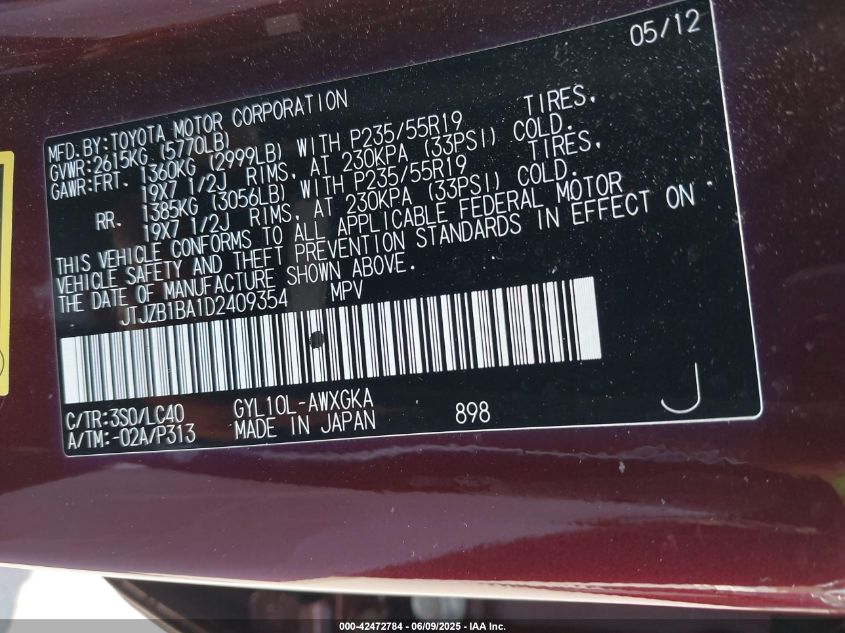 05/12
MFD.BY:TOYOTA MOTOR CORPORATION
GVWR:2615KG (5770LB)
GAWR:FRT. 1360KG (2999LB) WITH P235/55R19 TIRES,
19X7 1/2J RIMS, AT 230KPA (33PSI) COLD.
RR. 1385KG (3056LB) WITH P235/55R19 TIRES,
19X7 1/2J RIMS, AT 230KPA (33PSI) COLD.
THIS VEHICLE CONFORMS TO ALL APPLICABLE FEDERAL MOTOR
VEHICLE SAFETY AND THEFT PREVENTION STANDARDS IN EFFECT ON
THE DATE OF MANUFACTURE SHOWN ABOVE.
JTJZB1BA1D2409354 MPV
C/TR:3S0/LC40 GYL10L-AWXGKA
A/TM:-02A/P313 MADE IN JAPAN 898 J
000-42472784 - 06/09/2025 - IAA Inc.